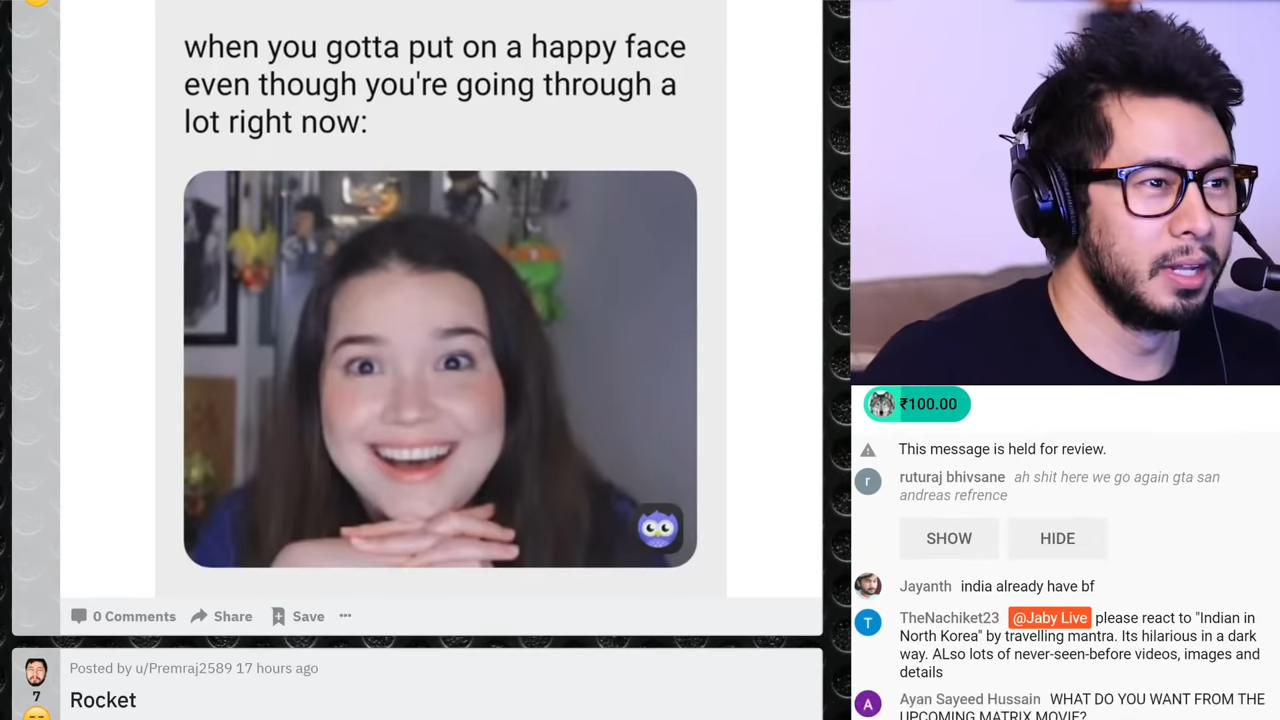 when you gotta put on a happy face
even though you're going through a
lot right now:
0 Comments
Share
Save
Posted by u/Premraj2589 17 hours ago
7
Rocket
₹100.00
This message is held for review.
r
ruturaj bhivsane ah shit here we go again gta san
andreas refrence
SHOW
HIDE
Jayanth india already have bf
T
TheNachiket23 @Jaby Live please react to "Indian in
North Korea" by travelling mantra. Its hilarious in a dark
way. ALso lots of never-seen-before videos, images and
details
A
Ayan Sayeed Hussain WHAT DO YOU WANT FROM THE
UPCOMING MATRIX MOVIE?